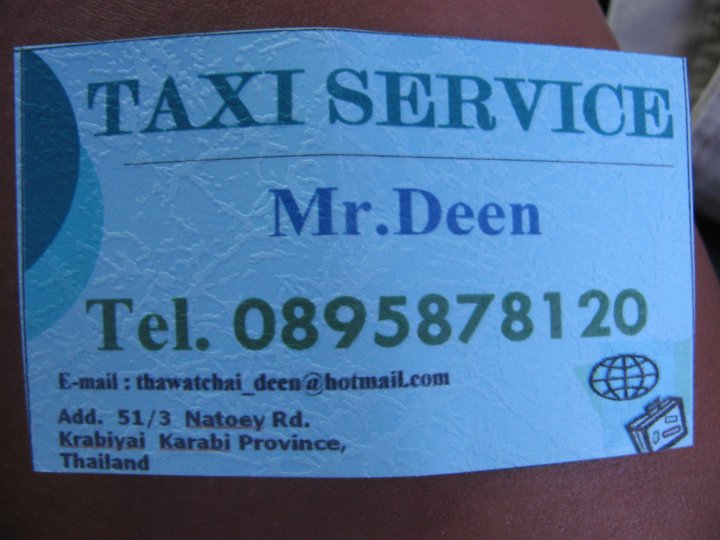 TAXI SERVICE
Mr.Deen
Tel. 0895878120
E-mail : thawatchai_deen@hotmail.com
Add. 51/3 Natoey Rd.
Krabiyai Karabi Province,
Thailand